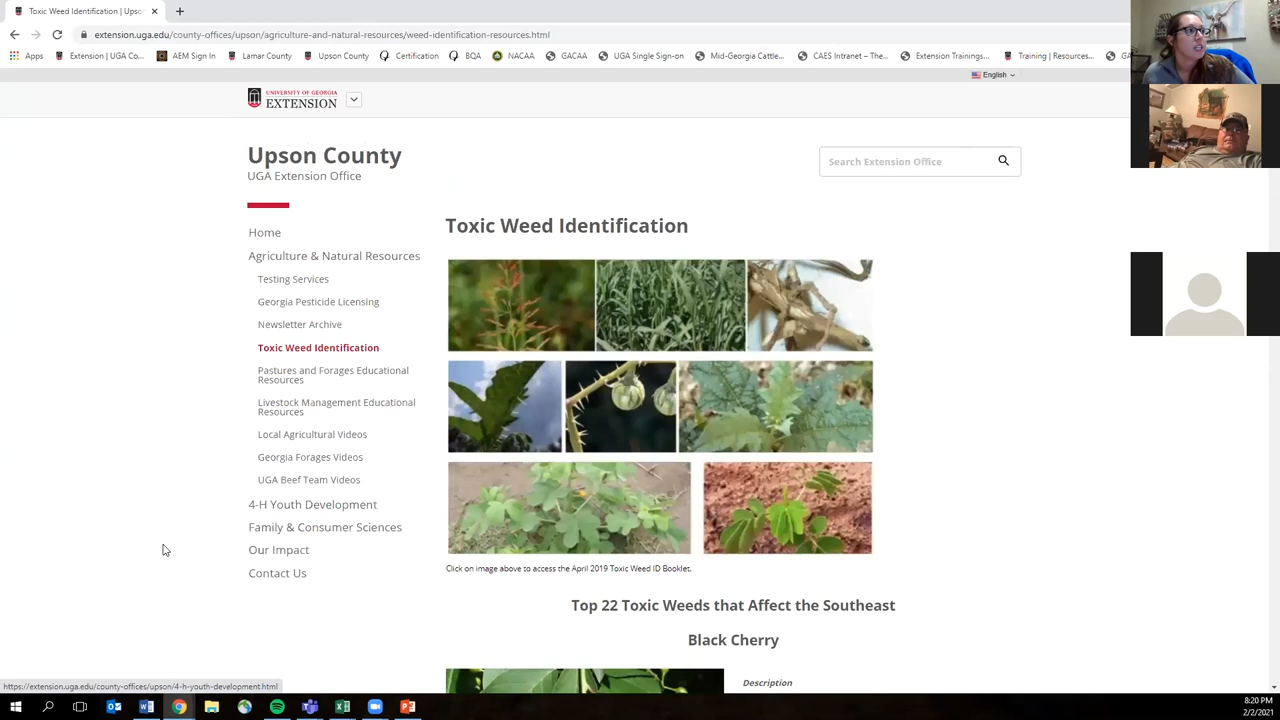 Toxic Weed Identification | Upso
extension.uga.edu/county-offices/upson/agriculture-and-natural-resources/weed-identification-resources.html
Apps
Extension | UGA Co...
AEM Sign In
Lamar County
Upson County
Certification
BQA
NACAA
GACAA
UGA Single Sign-on
Mid-Georgia Cattle...
CAES Intranet – The...
Extension Trainings...
Training | Resources...
English
UNIVERSITY OF GEORGIA
EXTENSION
Upson County
UGA Extension Office
Search Extension Office
Home
Agriculture & Natural Resources
Testing Services
Georgia Pesticide Licensing
Newsletter Archive
Toxic Weed Identification
Pastures and Forages Educational
Resources
Livestock Management Educational
Resources
Local Agricultural Videos
Georgia Forages Videos
UGA Beef Team Videos
4-H Youth Development
Family & Consumer Sciences
Our Impact
Contact Us
Toxic Weed Identification
Click on image above to access the April 2019 Toxic Weed ID Booklet.
Top 22 Toxic Weeds that Affect the Southeast
Black Cherry
Description
https://extension.uga.edu/county-offices/upson/4-h-youth-development.html
8:20 PM
2/2/2021